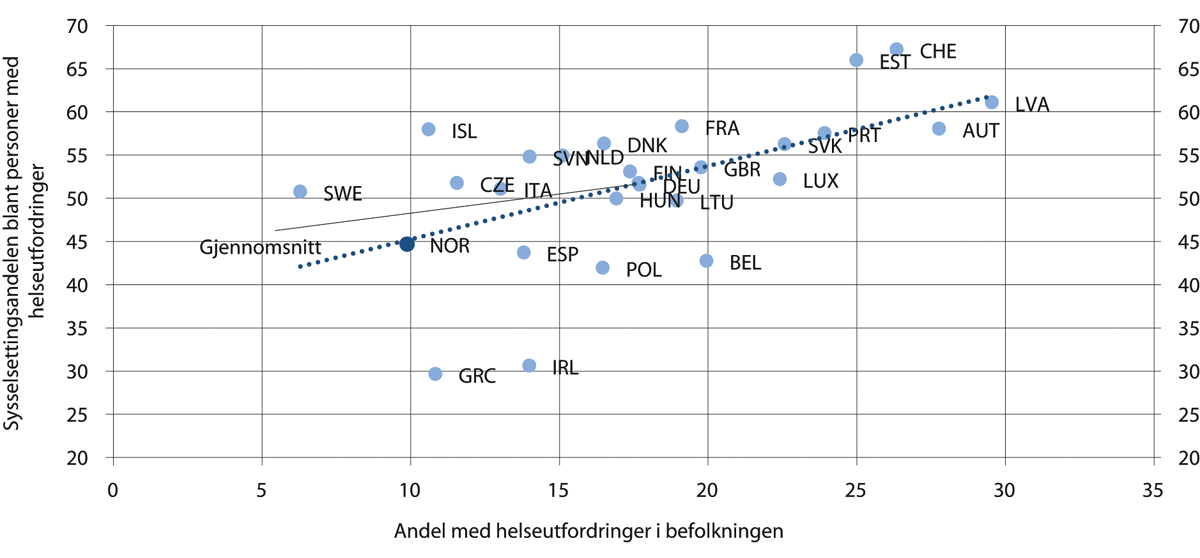 Sysselsettingsandelen blant personer med
helseutfordringer
70 70
65 65
60 60
55 55
50 50
45 45
40 40
35 35
30 30
25 25
20 20
CHE
EST
LVA
ISL
FRA
AUT
DNK
SVK
PRT
SVN
NLD
FIN
GBR
SWE
CZE
ITA
DEU
LUX
HUN
LTU
Gjennomsnitt
NOR
ESP
POL
BEL
GRC
IRL
0 5 10 15 20 25 30 35
Andel med helseutfordringer i befolkningen